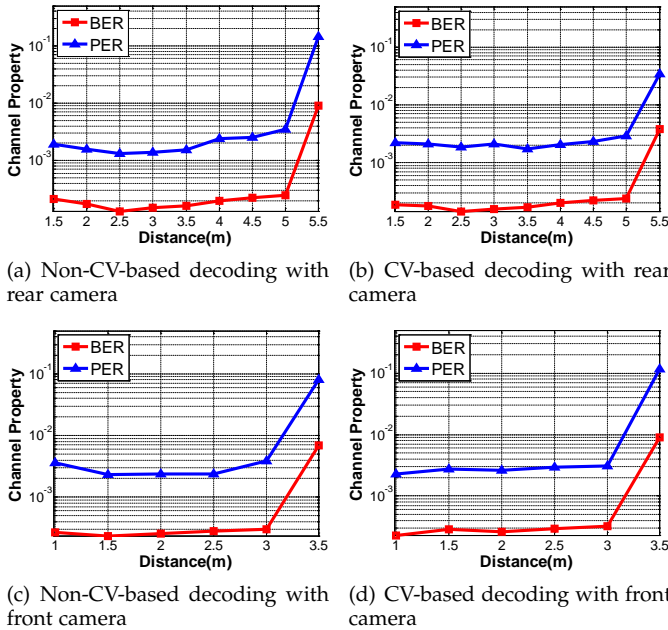 BER
PER
Channel Property
10^-1
10^-2
10^-3
1.5 2 2.5 3 3.5 4 4.5 5 5.5
Distance(m)
(a) Non-CV-based decoding with
rear camera
BER
PER
Channel Property
10^-1
10^-2
10^-3
1.5 2 2.5 3 3.5 4 4.5 5 5.5
Distance(m)
(b) CV-based decoding with rear
camera
BER
PER
Channel Property
10^-1
10^-2
10^-3
1 1.5 2 2.5 3 3.5
Distance(m)
(c) Non-CV-based decoding with
front camera
BER
PER
Channel Property
10^-1
10^-2
10^-3
1 1.5 2 2.5 3 3.5
Distance(m)
(d) CV-based decoding with front
camera